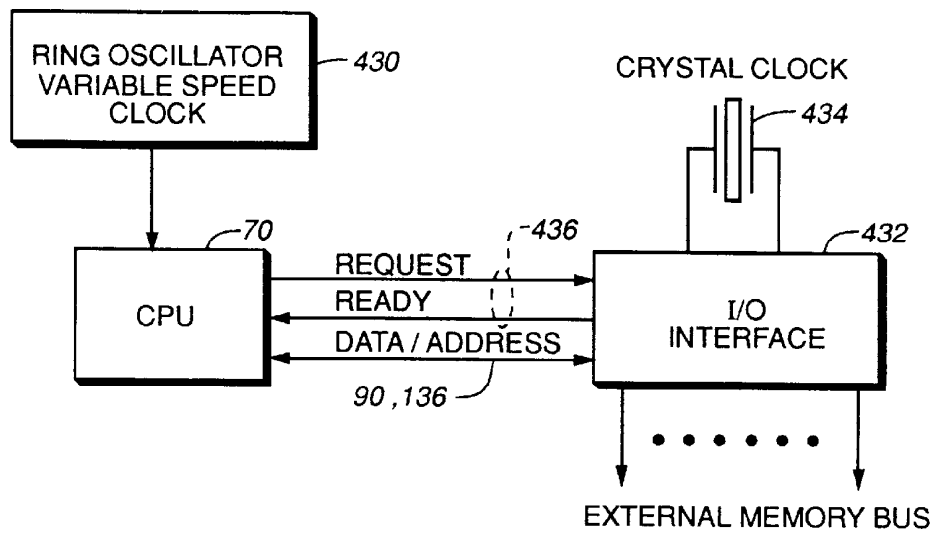 RING OSCILLATOR
VARIABLE SPEED
CLOCK
430
CRYSTAL CLOCK
434
70
436
432
CPU
REQUEST
READY
DATA / ADDRESS
90 ,136
I/O
INTERFACE
EXTERNAL MEMORY BUS